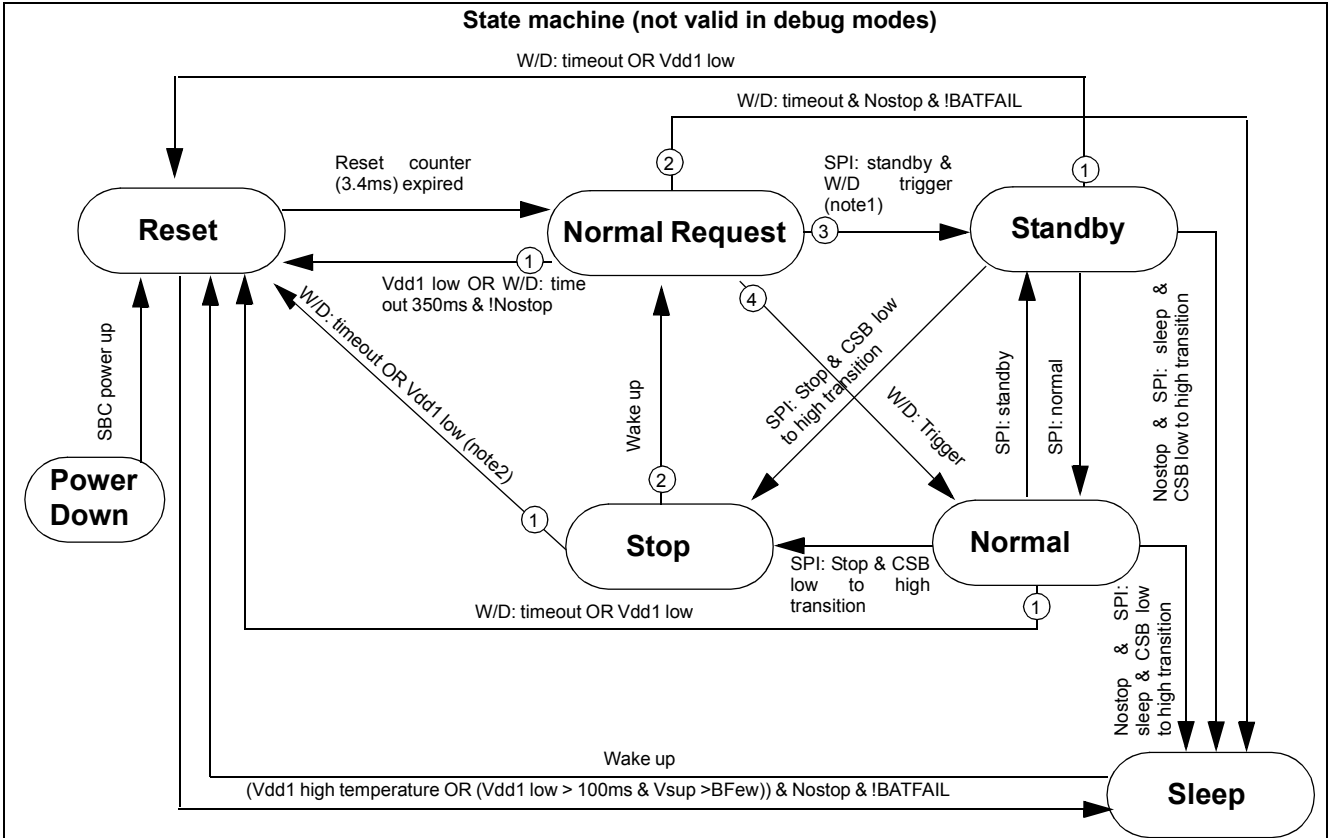 State machine (not valid in debug modes)
W/D: timeout OR Vdd1 low
W/D: timeout & Nostop & !BATFAIL
Reset counter
(3.4ms) expired
2
SPI: standby &
W/D trigger
(note1)
1
Reset
Normal Request
3
Standby
1
Vdd1 low OR W/D: time
out 350ms & !Nostop
4
W/D: timeout OR Vdd1 low (note2)
SPI: Stop & CSB low
to high transition
W/D: Trigger
SPI: standby
SPI: normal
Nostop & SPI: sleep &
CSB low to high transition
SBC power up
Wake up
Power
Down
2
1
Stop
Normal
SPI: Stop & CSB
low to high
transition
1
W/D: timeout OR Vdd1 low
Nostop & SPI:
sleep & CSB low
to high transition
Wake up
(Vdd1 high temperature OR (Vdd1 low > 100ms & Vsup >BFew)) & Nostop & !BATFAIL
Sleep